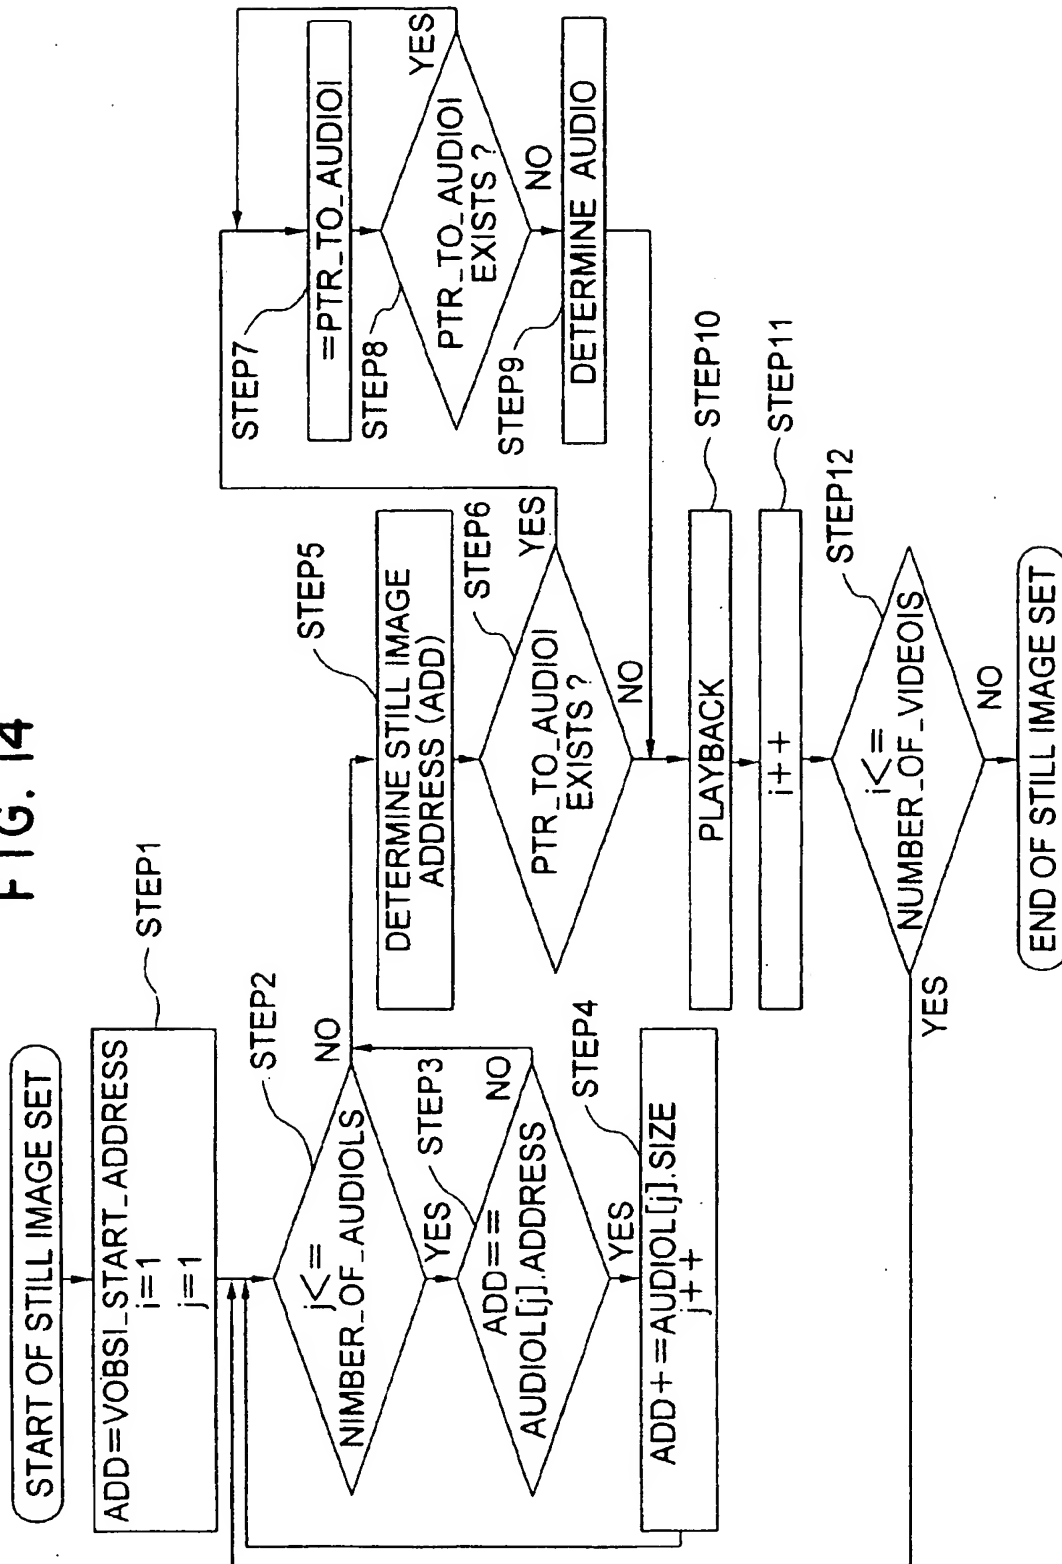 FIG. 14
START OF STILL IMAGE SET
STEP1
ADD=VOBSI_START_ADDRESS
i=1
j=1
STEP2
j<=
NIMBER_OF_AUDIOLS
NO
YES
STEP3
ADD==
AUDIOL[j].ADDRESS
NO
YES
STEP4
ADD+=AUDIOL[j].SIZE
j++
STEP5
DETERMINE STILL IMAGE
ADDRESS (ADD)
STEP6
PTR_TO_AUDIOI
EXISTS?
YES
NO
STEP7
=PTR_TO_AUDIOI
STEP8
PTR_TO_AUDIOI
EXISTS?
YES
NO
STEP9
DETERMINE AUDIO
STEP10
PLAYBACK
STEP11
i++
STEP12
i<=
NUMBER_OF_VIDEOIS
YES
NO
END OF STILL IMAGE SET